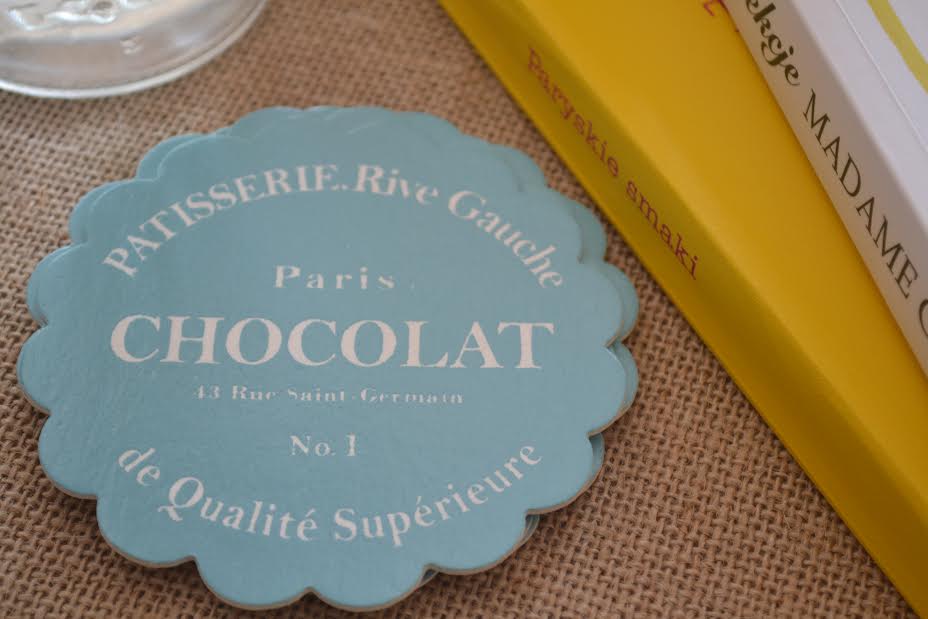 PATISSERIE.Rive Gauche
Paris
CHOCOLAT
43 Rue Saint-Germain
No. 1
de Qualité Supérieure
Paryskie smaki
MADAME